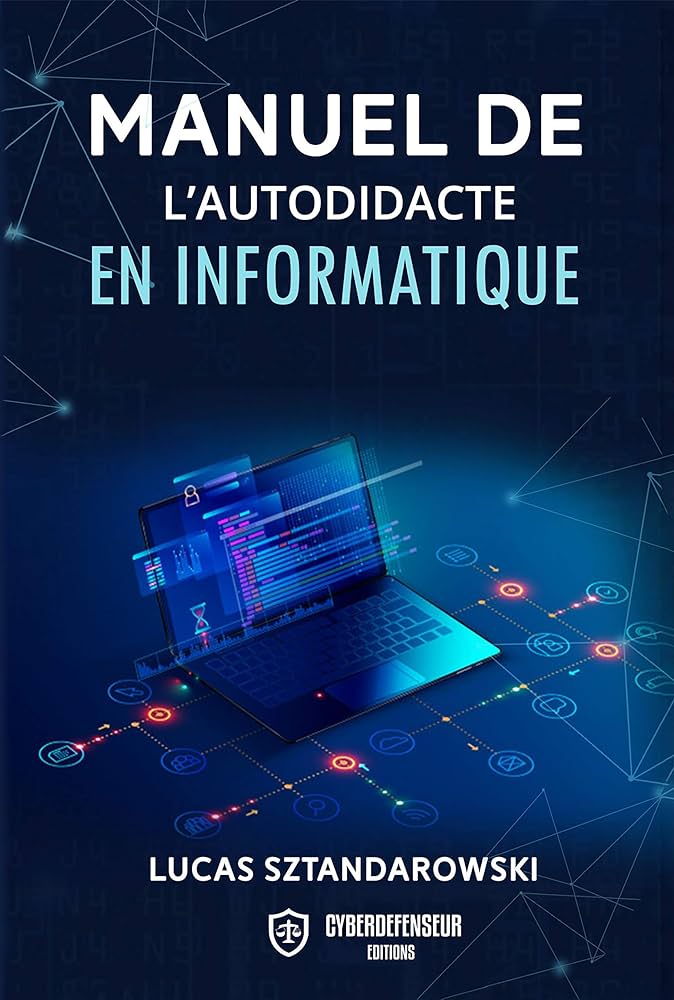 MANUEL DE
L'AUTODIDACTE
EN INFORMATIQUE
LUCAS SZTANDAROWSKI
CYBERDEFENSEUR
EDITIONS